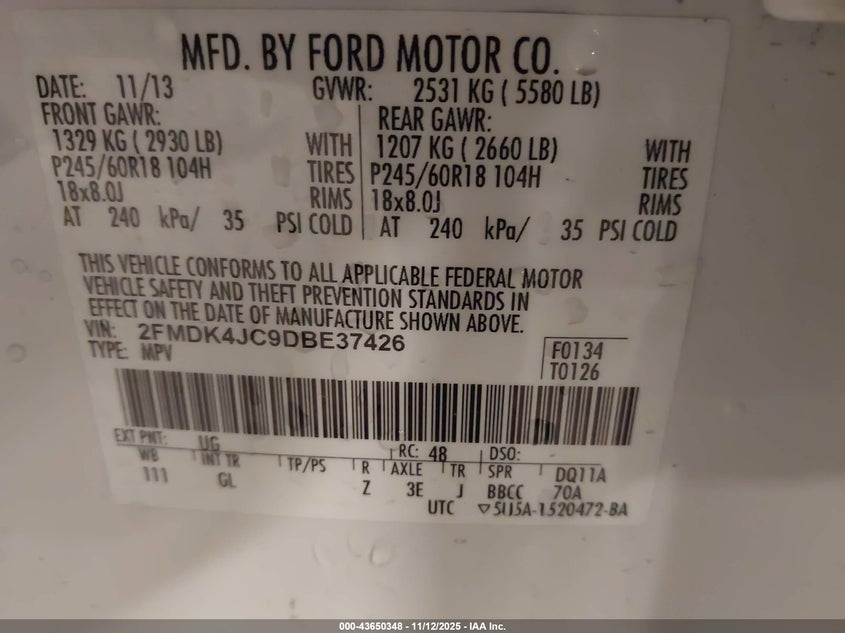 MFD. BY FORD MOTOR CO.
DATE: 11/13 GVWR: 2531 KG ( 5580 LB)
FRONT GAWR: REAR GAWR:
1329 KG ( 2930 LB) WITH 1207 KG ( 2660 LB) WITH
P245/60R18 104H TIRES P245/60R18 104H TIRES
18x8.0J RIMS 18x8.0J RIMS
AT 240 kPa/ 35 PSI COLD AT 240 kPa/ 35 PSI COLD
THIS VEHICLE CONFORMS TO ALL APPLICABLE FEDERAL MOTOR
VEHICLE SAFETY AND THEFT PREVENTION STANDARDS IN
EFFECT ON THE DATE OF MANUFACTURE SHOWN ABOVE.
VIN: 2FMDK4JC9DBE37426
TYPE: MPV
F0134
T0126
EXT PNT: UG RC: 48 DSO:
WB INT TR TP/PS R AXLE TR SPR DQ11A
111 GL Z 3E J BBCC 70A
UTC ▽5U5A-1520472-BA
000-43650348 - 11/12/2025 - IAA Inc.